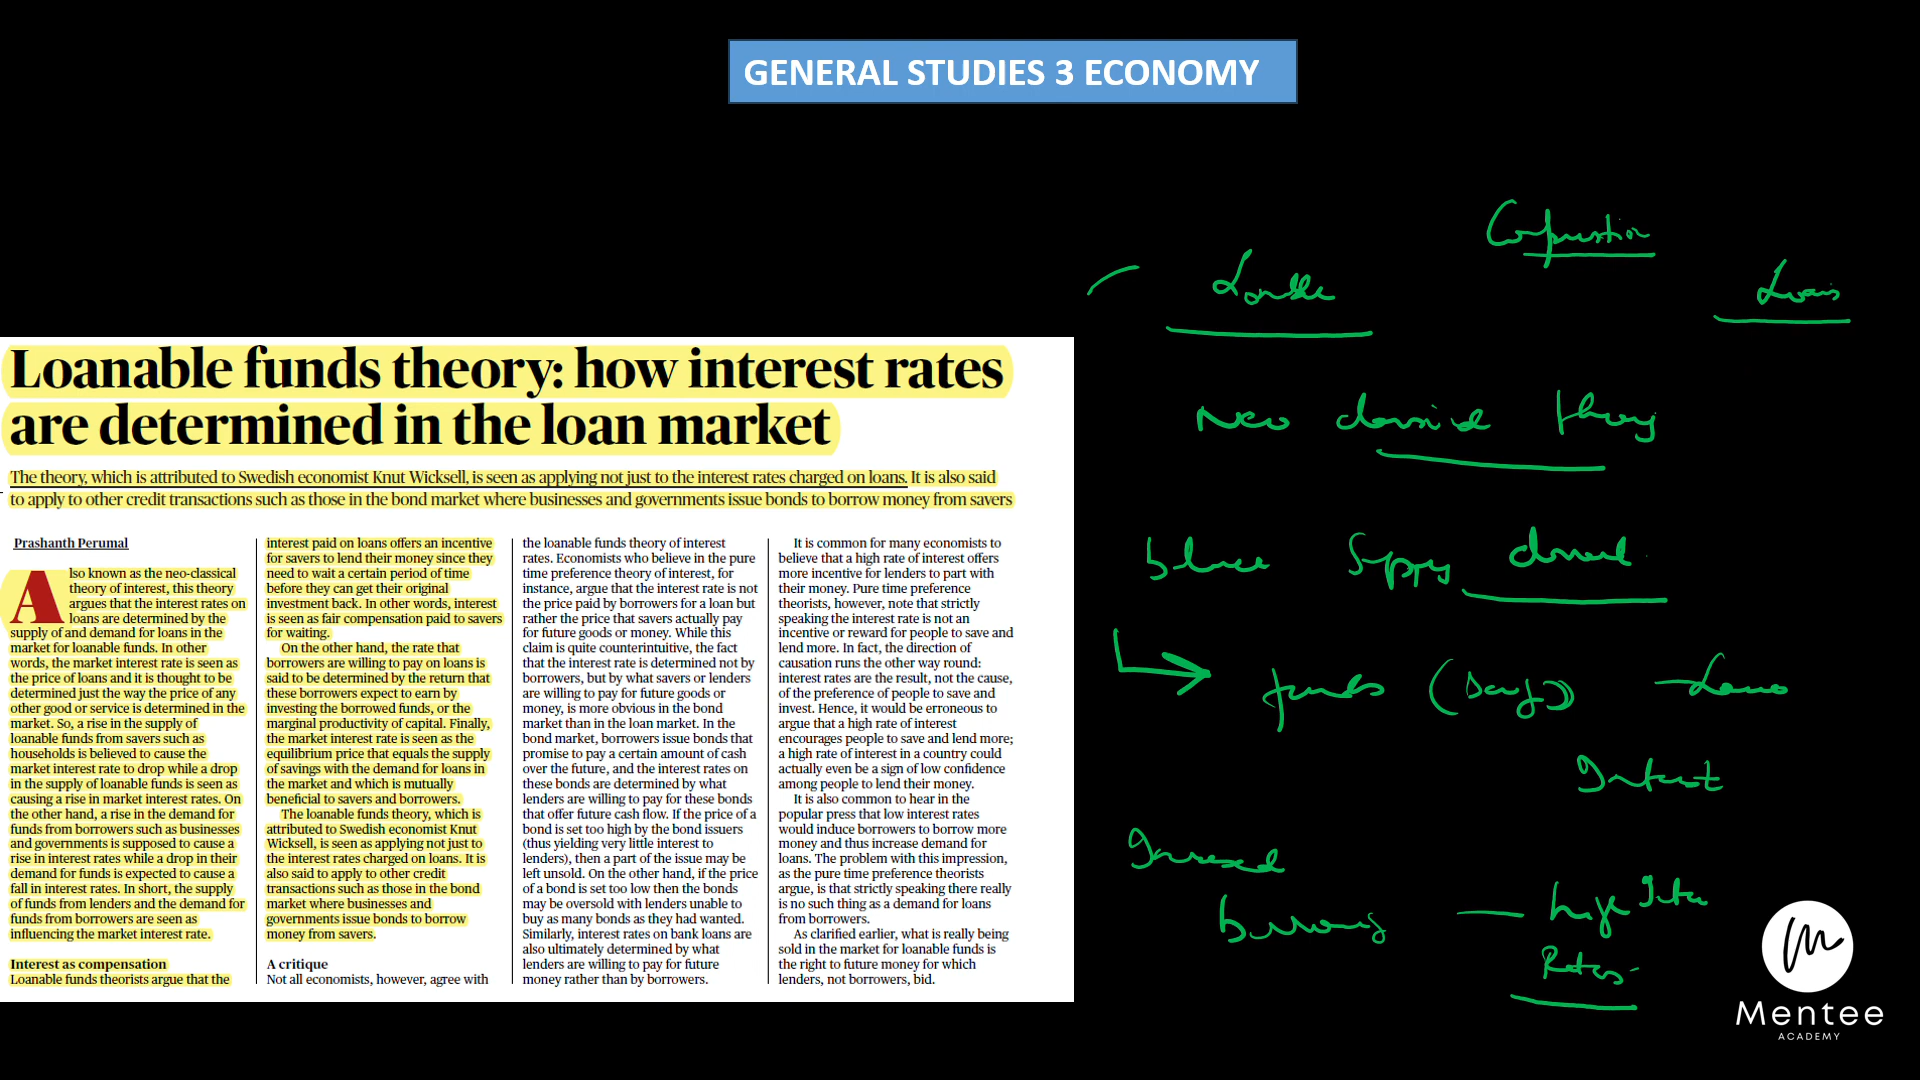 GENERAL STUDIES 3 ECONOMY
Loanable funds theory: how interest rates
are determined in the loan market
The theory, which is attributed to Swedish economist Knut Wicksell, is seen as applying not just to the interest rates charged on loans. It is also said
to apply to other credit transactions such as those in the bond market where businesses and governments issue bonds to borrow money from savers
Prashanth Perumal
Also known as the neo-classical
theory of interest, this theory
argues that the interest rates on
loans are determined by the
supply of and demand for loans in the
market for loanable funds. In other
words, the market interest rate is seen as
the price of loans and it is thought to be
determined just the way the price of any
other good or service is determined in the
market. So, a rise in the supply of
loanable funds from savers such as
households is believed to cause the
market interest rate to drop while a drop
in the supply of loanable funds is seen as
causing a rise in market interest rates. On
the other hand, a rise in the demand for
funds from borrowers such as businesses
and governments is supposed to cause a
rise in interest rates while a drop in their
demand for funds is expected to cause a
fall in interest rates. In short, the supply
of funds from lenders and the demand for
funds from borrowers are seen as
influencing the market interest rate.
Interest as compensation
Loanable funds theorists argue that the
interest paid on loans offers an incentive
for savers to lend their money since they
need to wait a certain period of time
before they can get their original
investment back. In other words, interest
is seen as fair compensation paid to savers
for waiting.
On the other hand, the rate that
borrowers are willing to pay on loans is
said to be determined by the return that
these borrowers expect to earn by
investing the borrowed funds, or the
marginal productivity of capital. Finally,
the market interest rate is seen as the
equilibrium price that equals the supply
of savings with the demand for loans in
the market and which is mutually
beneficial to savers and borrowers.
The loanable funds theory, which is
attributed to Swedish economist Knut
Wicksell, is seen as applying not just to
the interest rates charged on loans. It is
also said to apply to other credit
transactions such as those in the bond
market where businesses and
governments issue bonds to borrow
money from savers.
A critique
Not all economists, however, agree with
the loanable funds theory of interest
rates. Economists who believe in the pure
time preference theory of interest, for
instance, argue that the interest rate is not
the price paid by borrowers for a loan but
rather the price that savers actually pay
for future goods or money. While this
claim is quite counterintuitive, the fact
that the interest rate is determined not by
borrowers, but by what savers or lenders
are willing to pay for future goods or
money, is more obvious in the bond
market than in the loan market. In the
bond market, borrowers issue bonds that
promise to pay a certain amount of cash
over the future, and the interest rates on
these bonds are determined by what
lenders are willing to pay for these bonds
that offer future cash flow. If the price of a
bond is set too high by the bond issuers
(thus yielding very little interest to
lenders), then a part of the issue may be
left unsold. On the other hand, if the price
of a bond is set too low then the bonds
may be oversold with lenders unable to
buy as many bonds as they had wanted.
Similarly, interest rates on bank loans are
also ultimately determined by what
lenders are willing to pay for future
money rather than by borrowers.
It is common for many economists to
believe that a high rate of interest offers
more incentive for lenders to part with
their money. Pure time preference
theorists, however, note that strictly
speaking the interest rate is not an
incentive or reward for people to save and
lend more. In fact, the direction of
causation runs the other way round:
interest rates are the result, not the cause,
of the preference of people to save and
invest. Hence, it would be erroneous to
argue that a high rate of interest
encourages people to save and lend more;
a high rate of interest in a country could
actually even be a sign of low confidence
among people to lend their money.
It is also common to hear in the
popular press that low interest rates
would induce borrowers to borrow more
money and thus increase demand for
loans. The problem with this impression,
as the pure time preference theorists
argue, is that strictly speaking there really
is no such thing as a demand for loans
from borrowers.
As clarified earlier, what is really being
sold in the market for loanable funds is
the right to future money for which
lenders, not borrowers, bid.
Loans
Neo classical theory
Supply demand
funds
Interest
Increased
borrowing
Rates
Mentee
ACADEMY